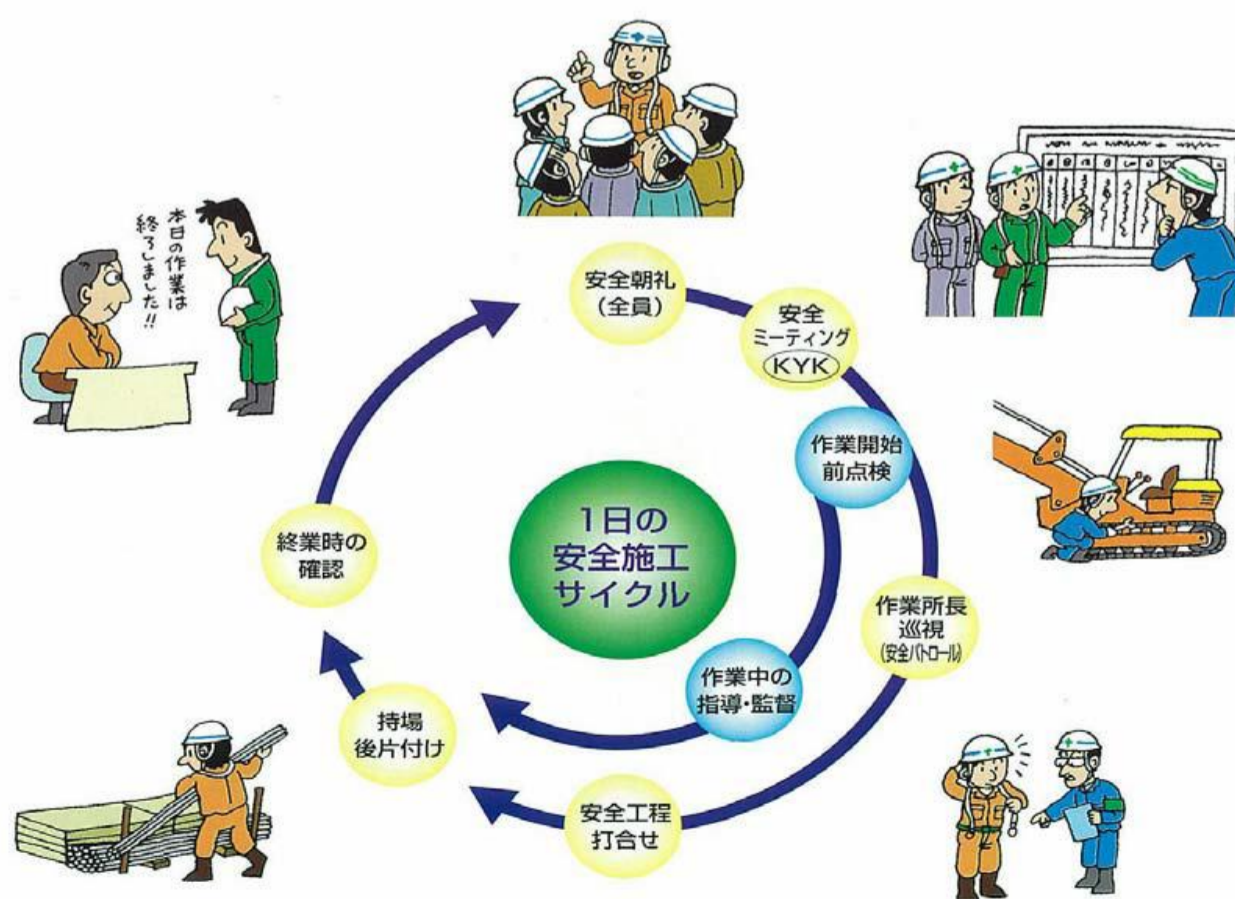 本日の作業は
終ろしました!!
安全朝礼
(全員)
安全
ミーティング
KYK
作業開始
前点検
1日の
安全施工
サイクル
終業時の
確認
作業所長
巡視
(安全パトロール)
作業中の
指導・監督
持場
後片付け
安全工程
打合せ